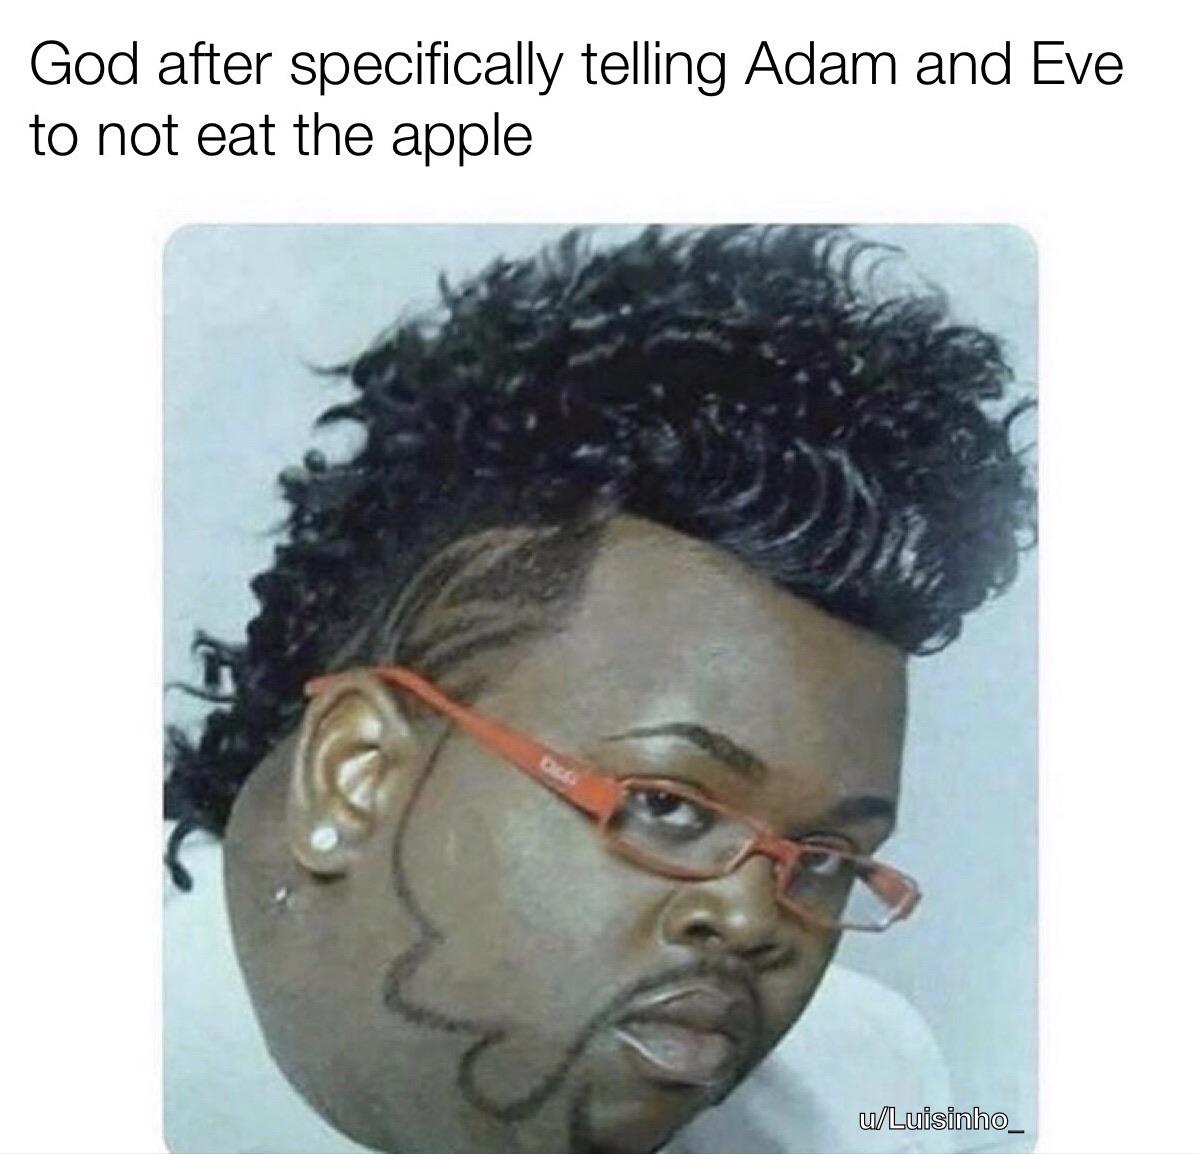 God after specifically telling Adam and Eve
to not eat the apple
u/Luisinho_